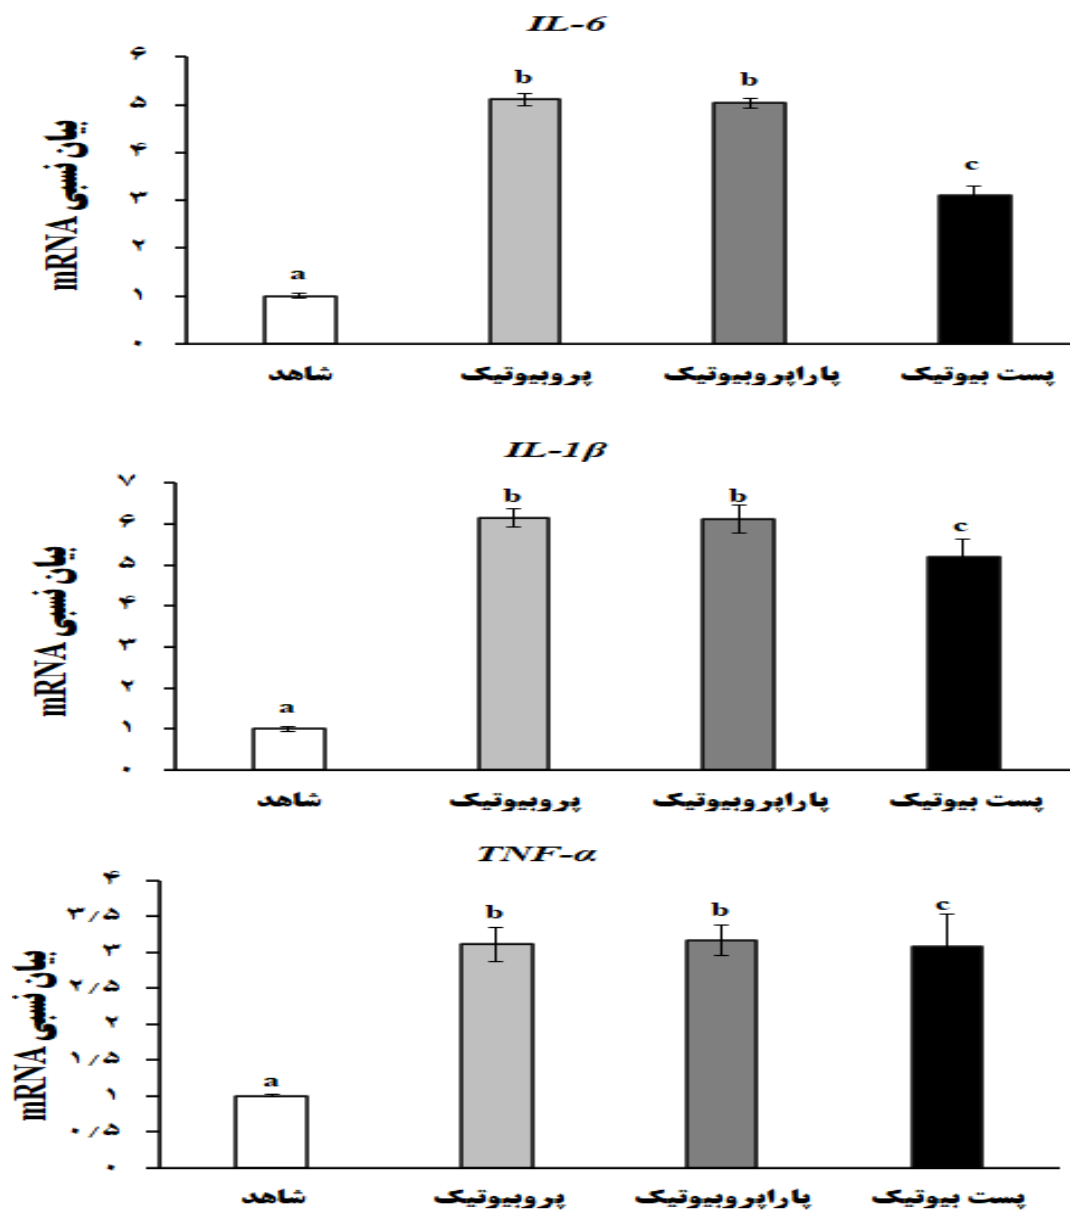 IL-6
۶
۵
۴
۳
۲
۱
۰
بیان نسبی mRNA
a
b
b
c
شاهد
پروبیوتیک
پاراپروبیوتیک
پست بیوتیک
IL-1β
۷
۶
۵
۴
۳
۲
۱
۰
بیان نسبی mRNA
a
b
b
c
شاهد
پروبیوتیک
پاراپروبیوتیک
پست بیوتیک
TNF-α
۴
۳/۵
۳
۲/۵
۲
۱/۵
۱
۰/۵
۰
بیان نسبی mRNA
a
b
b
c
شاهد
پروبیوتیک
پاراپروبیوتیک
پست بیوتیک